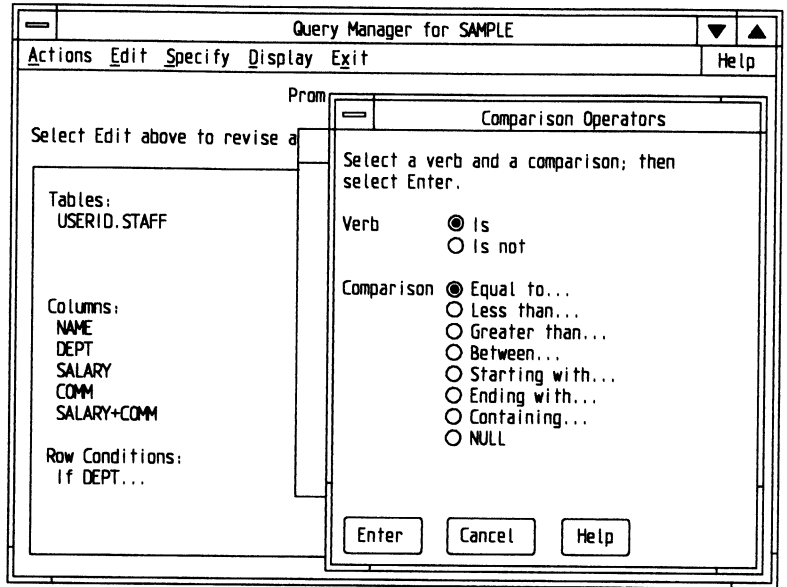 Query Manager for SAMPLE
Actions Edit Specify Display Exit Help
Prom
Select Edit above to revise a
Tables:
USERID.STAFF
Columns:
NAME
DEPT
SALARY
COMM
SALARY+COMM
Row Conditions:
If DEPT...
Comparison Operators
Select a verb and a comparison; then
select Enter.
Verb Is
Is not
Comparison Equal to...
Less than...
Greater than...
Between...
Starting with...
Ending with...
Containing...
NULL
Enter Cancel Help